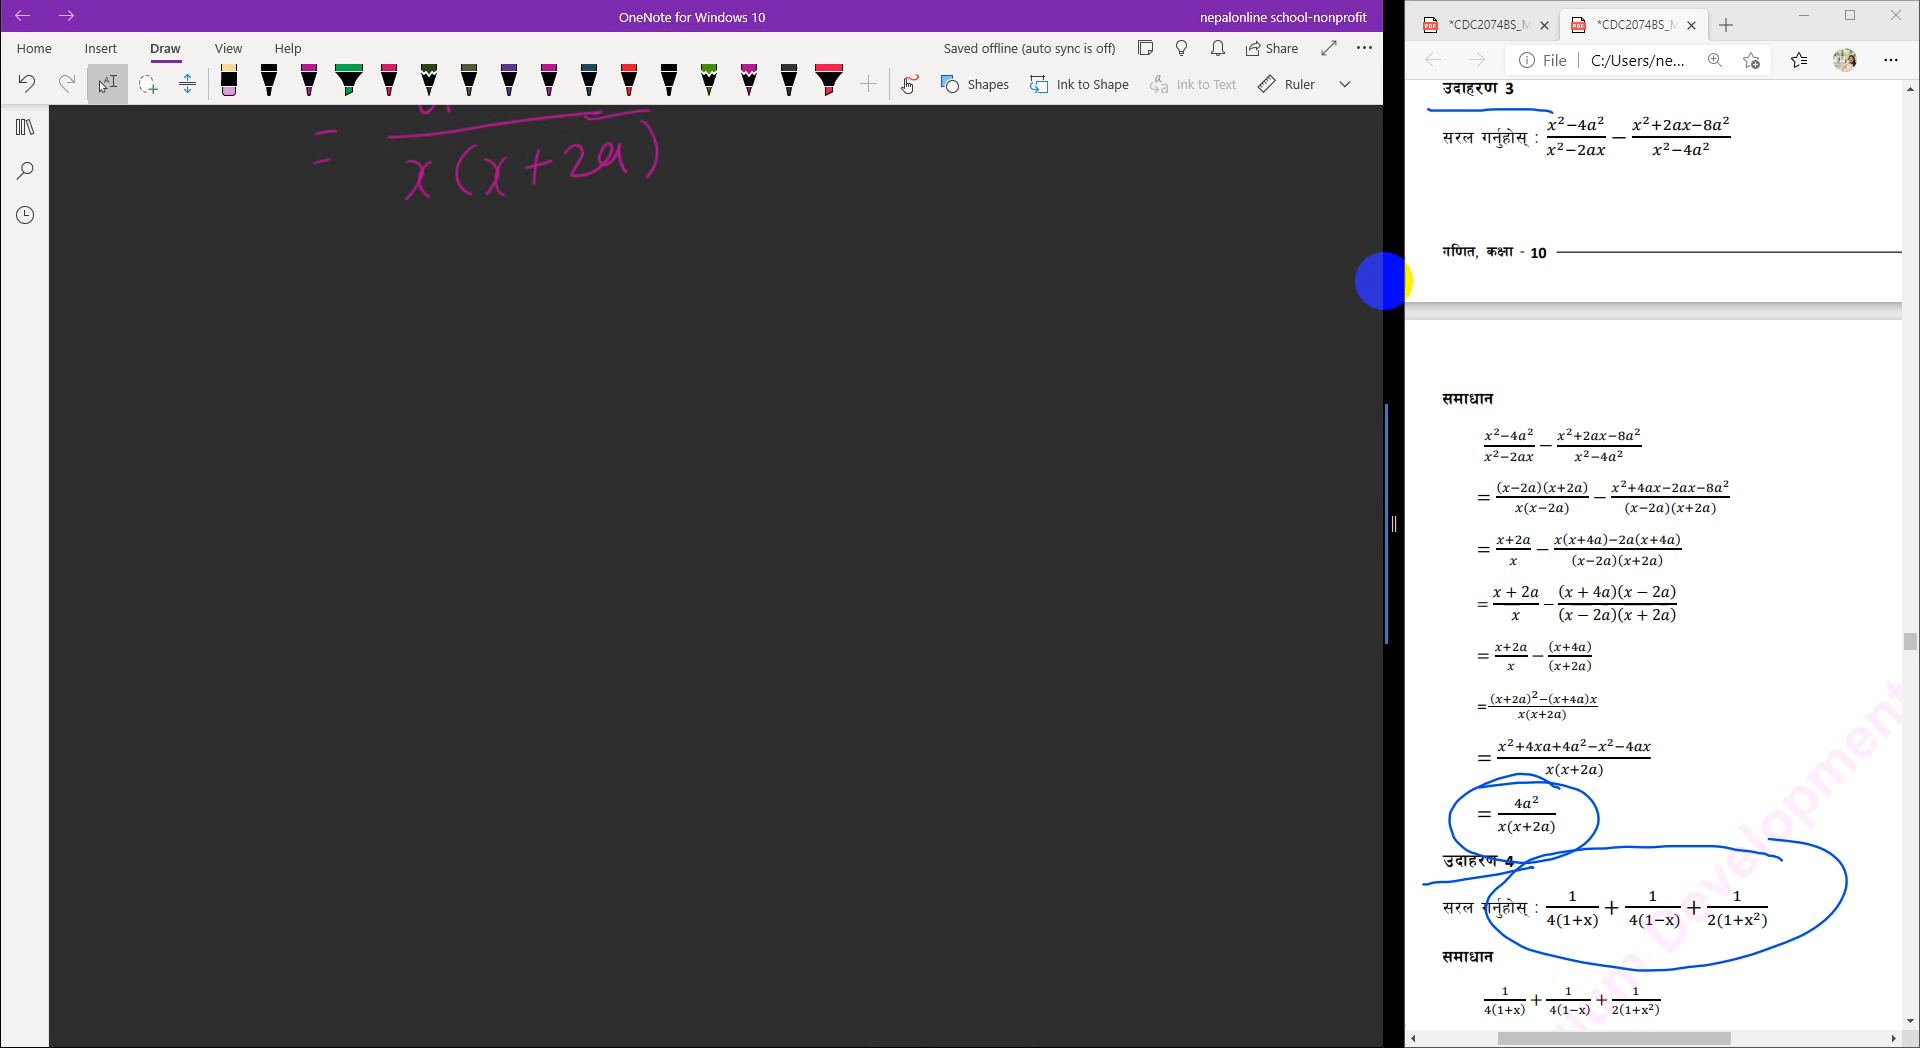 OneNote for Windows 10
nepalonline school-nonprofit
Home Insert Draw View Help
Saved offline (auto sync is off) Share
Shapes Ink to Shape Ink to Text Ruler
= x(x+2a)
*CDC2074BS_M *CDC2074BS_M
File C:/Users/ne...
उदाहरण 3
सरल गर्नुहोस् : (x²−4a²)/(x²−2ax) − (x²+2ax−8a²)/(x²−4a²)
गणित, कक्षा - 10
समाधान
(x²−4a²)/(x²−2ax) − (x²+2ax−8a²)/(x²−4a²)
= (x−2a)(x+2a)/x(x−2a) − (x²+4ax−2ax−8a²)/(x−2a)(x+2a)
= (x+2a)/x − (x(x+4a)−2a(x+4a))/(x−2a)(x+2a)
= (x + 2a)/x − (x + 4a)(x − 2a)/(x − 2a)(x + 2a)
= (x+2a)/x − (x+4a)/(x+2a)
= ((x+2a)²−(x+4a)x)/x(x+2a)
= (x²+4xa+4a²−x²−4ax)/x(x+2a)
= 4a²/x(x+2a)
उदाहरण 4
सरल गर्नुहोस् : 1/4(1+x) + 1/4(1−x) + 1/2(1+x²)
समाधान
1/4(1+x) + 1/4(1−x) + 1/2(1+x²)
Development